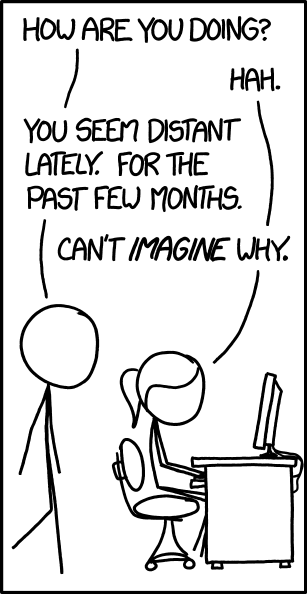 HOW ARE YOU DOING?
HAH.
YOU SEEM DISTANT
LATELY. FOR THE
PAST FEW MONTHS.
CAN'T IMAGINE WHY.